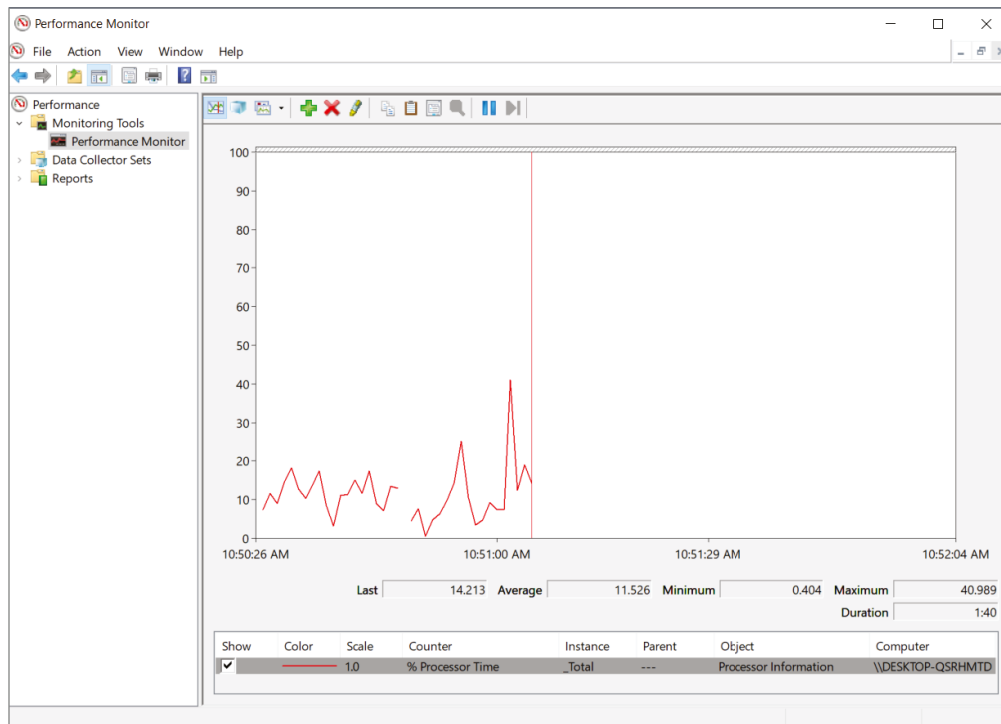 Performance Monitor
File Action View Window Help
Performance
Monitoring Tools
Performance Monitor
Data Collector Sets
Reports
100
90
80
70
60
50
40
30
20
10
0
10:50:26 AM 10:51:00 AM 10:51:29 AM 10:52:04 AM
Last 14.213 Average 11.526 Minimum 0.404 Maximum 40.989
Duration 1:40
Show Color Scale Counter Instance Parent Object Computer
1.0 % Processor Time _Total --- Processor Information \\DESKTOP-QSRHMTD